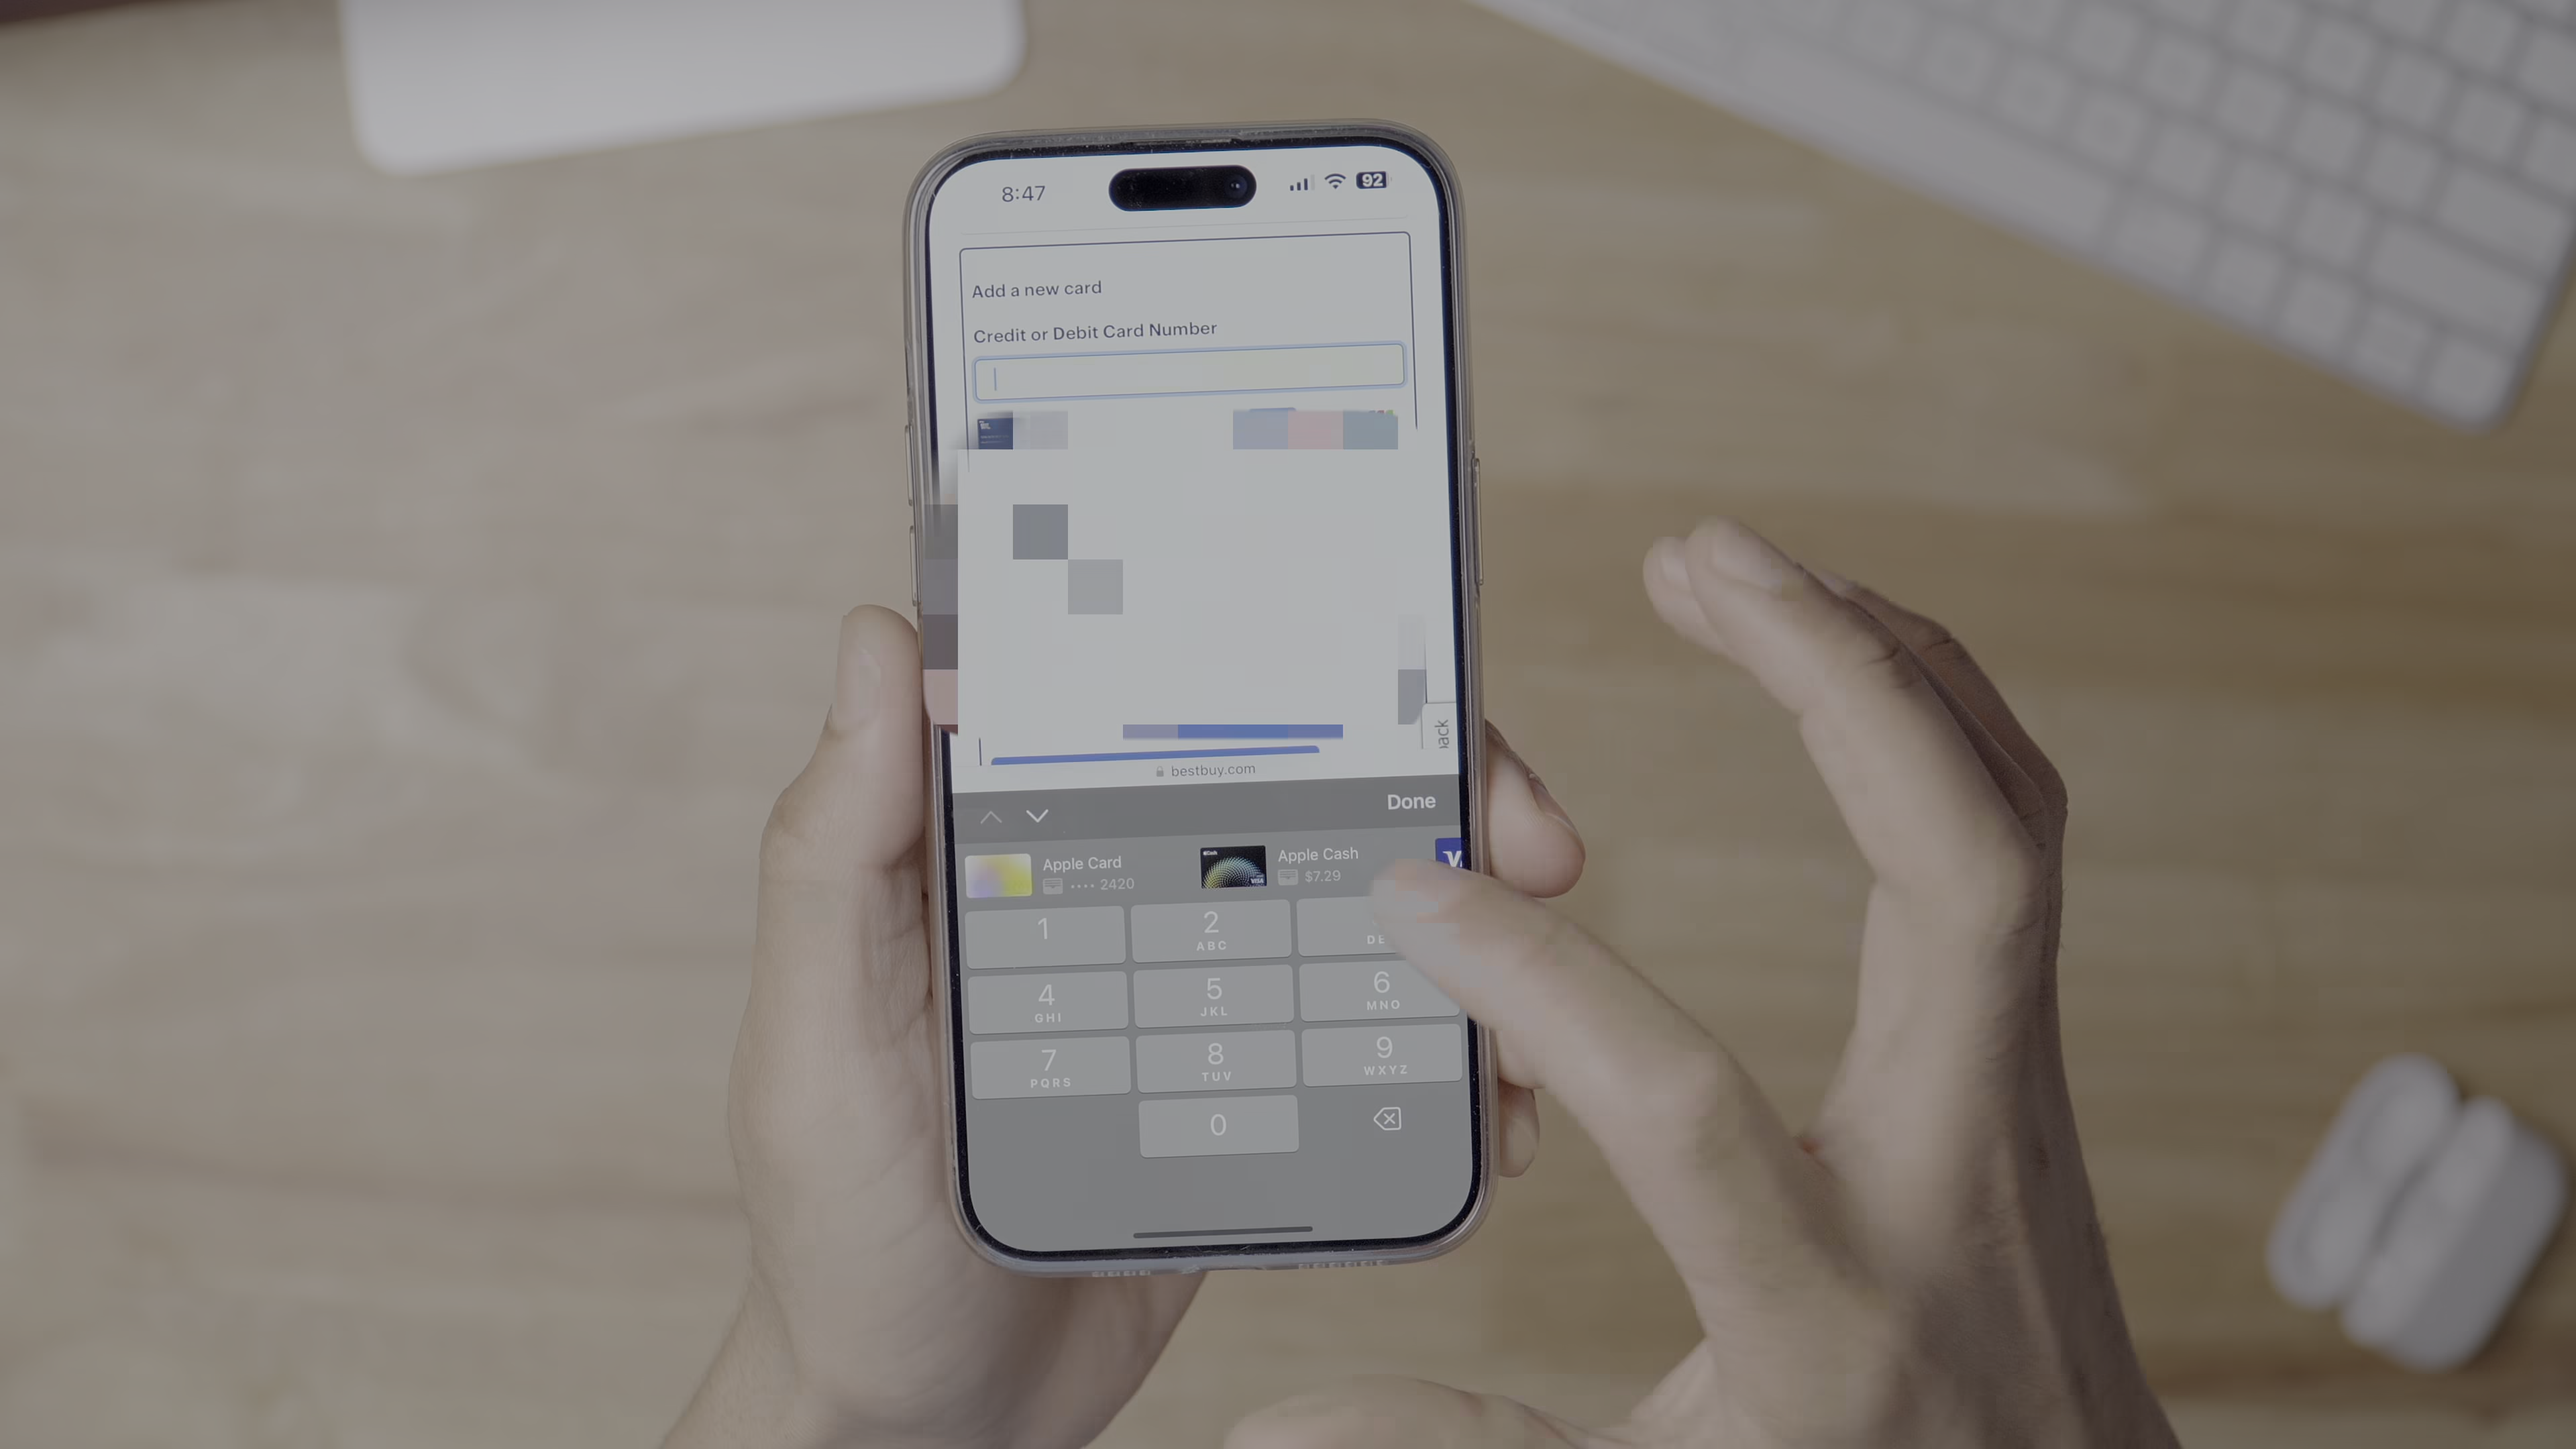 8:47
92
Add a new card
Credit or Debit Card Number
bestbuy.com
Done
Apple Card
•••• 2420
Apple Cash
$7.29
1
2
ABC
4
GHI
5
JKL
6
MNO
7
PQRS
8
TUV
9
WXYZ
0
VISA